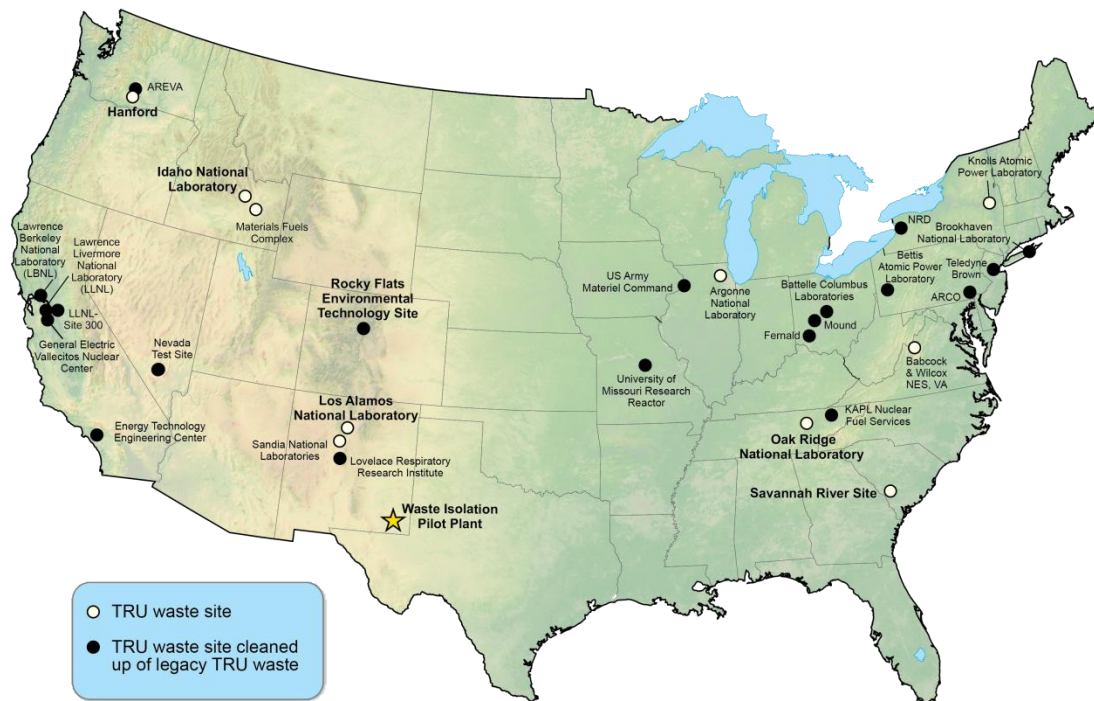 AREVA
Hanford
Idaho National
Laboratory
Materials Fuels
Complex
Lawrence
Berkeley
National
Laboratory
(LBNL)
Lawrence
Livermore
National
Laboratory
(LLNL)
LLNL-
Site 300
General Electric
Vallecitos Nuclear
Center
Nevada
Test Site
Energy Technology
Engineering Center
Rocky Flats
Environmental
Technology Site
Los Alamos
National Laboratory
Sandia National
Laboratories
Lovelace Respiratory
Research Institute
Waste Isolation
Pilot Plant
US Army
Materiel Command
Argonne
National
Laboratory
University of
Missouri Research
Reactor
Battelle Columbus
Laboratories
Mound
Fernald
Knolls Atomic
Power Laboratory
NRD
Brookhaven
National Laboratory
Bettis
Atomic Power
Laboratory
Teledyne
Brown
ARCO
Babcock
& Wilcox
NES, VA
KAPL Nuclear
Fuel Services
Oak Ridge
National Laboratory
Savannah River Site
TRU waste site
TRU waste site cleaned
up of legacy TRU waste